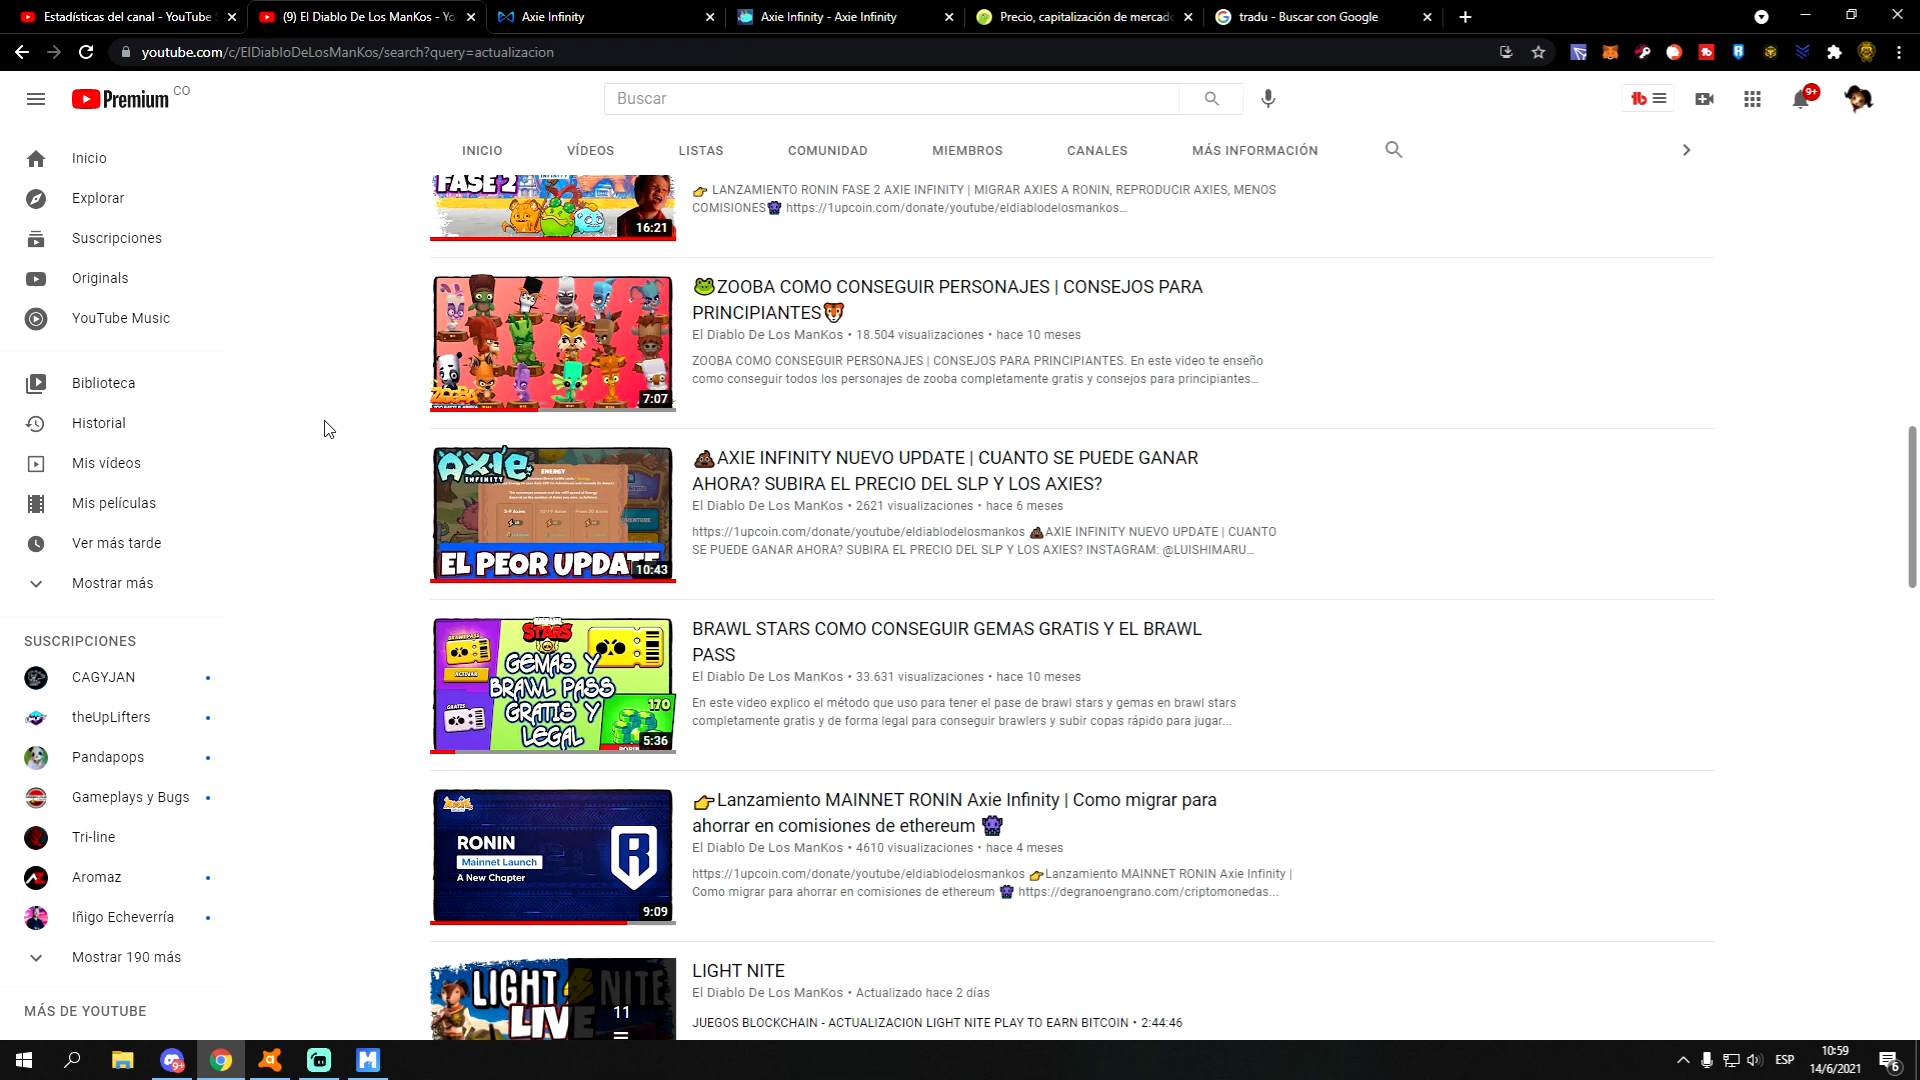 Estadísticas del canal - YouTube
(9) El Diablo De Los ManKos - Yo
Axie Infinity
Axie Infinity - Axie Infinity
Precio, capitalización de mercad
tradu - Buscar con Google
youtube.com/c/ElDiabloDeLosManKos/search?query=actualizacion
Premium CO
Buscar
9+
Inicio
Explorar
Suscripciones
Originals
YouTube Music
Biblioteca
Historial
Mis vídeos
Mis películas
Ver más tarde
Mostrar más
SUSCRIPCIONES
CAGYJAN
theUpLifters
Pandapops
Gameplays y Bugs
Tri-line
Aromaz
Iñigo Echeverría
Mostrar 190 más
MÁS DE YOUTUBE
INICIO
VÍDEOS
LISTAS
COMUNIDAD
MIEMBROS
CANALES
MÁS INFORMACIÓN
FASE 2
16:21
👉 LANZAMIENTO RONIN FASE 2 AXIE INFINITY | MIGRAR AXIES A RONIN, REPRODUCIR AXIES, MENOS
COMISIONES👾 https://1upcoin.com/donate/youtube/eldiablodelosmankos...
ZOOBA
7:07
🐸ZOOBA COMO CONSEGUIR PERSONAJES | CONSEJOS PARA
PRINCIPIANTES🐯
El Diablo De Los ManKos • 18.504 visualizaciones • hace 10 meses
ZOOBA COMO CONSEGUIR PERSONAJES | CONSEJOS PARA PRINCIPIANTES. En este video te enseño
como conseguir todos los personajes de zooba completamente gratis y consejos para principiantes...
AXIE
INFINITY
ENERGY
EL PEOR UPDATE
10:43
💩AXIE INFINITY NUEVO UPDATE | CUANTO SE PUEDE GANAR
AHORA? SUBIRA EL PRECIO DEL SLP Y LOS AXIES?
El Diablo De Los ManKos • 2621 visualizaciones • hace 6 meses
https://1upcoin.com/donate/youtube/eldiablodelosmankos 💩AXIE INFINITY NUEVO UPDATE | CUANTO
SE PUEDE GANAR AHORA? SUBIRA EL PRECIO DEL SLP Y LOS AXIES? INSTAGRAM: @LUISHIMARU...
STARS
GEMAS Y
BRAWL PASS
GRATIS Y
LEGAL
170
5:36
BRAWL STARS COMO CONSEGUIR GEMAS GRATIS Y EL BRAWL
PASS
El Diablo De Los ManKos • 33.631 visualizaciones • hace 10 meses
En este video explico el método que uso para tener el pase de brawl stars y gemas en brawl stars
completamente gratis y de forma legal para conseguir brawlers y subir copas rápido para jugar...
RONIN
Mainnet Launch
A New Chapter
9:09
👉Lanzamiento MAINNET RONIN Axie Infinity | Como migrar para
ahorrar en comisiones de ethereum 👾
El Diablo De Los ManKos • 4610 visualizaciones • hace 4 meses
https://1upcoin.com/donate/youtube/eldiablodelosmankos 👉Lanzamiento MAINNET RONIN Axie Infinity |
Como migrar para ahorrar en comisiones de ethereum 👾 https://degranoengrano.com/criptomonedas...
LIGHT NITE
LIVE
11
LIGHT NITE
El Diablo De Los ManKos • Actualizado hace 2 días
JUEGOS BLOCKCHAIN - ACTUALIZACION LIGHT NITE PLAY TO EARN BITCOIN • 2:44:46
9+
ESP
10:59
14/6/2021
6